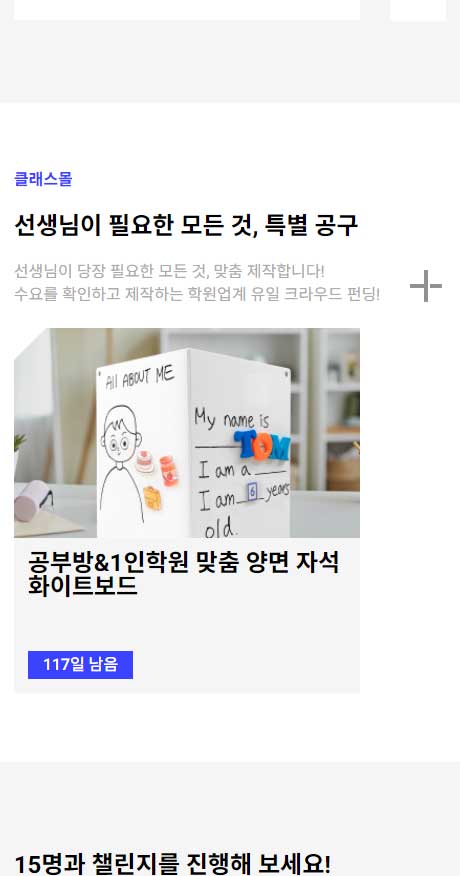 클래스몰
선생님이 필요한 모든 것, 특별 공구
선생님이 당장 필요한 모든 것, 맞춤 제작합니다!
수요를 확인하고 제작하는 학원업계 유일 크라우드 펀딩!
All ABOUT ME
My name is
TOM
I am a
I am 6 years
old.
공부방&1인학원 맞춤 양면 자석
화이트보드
117일 남음
15명과 챌린지를 진행해 보세요!